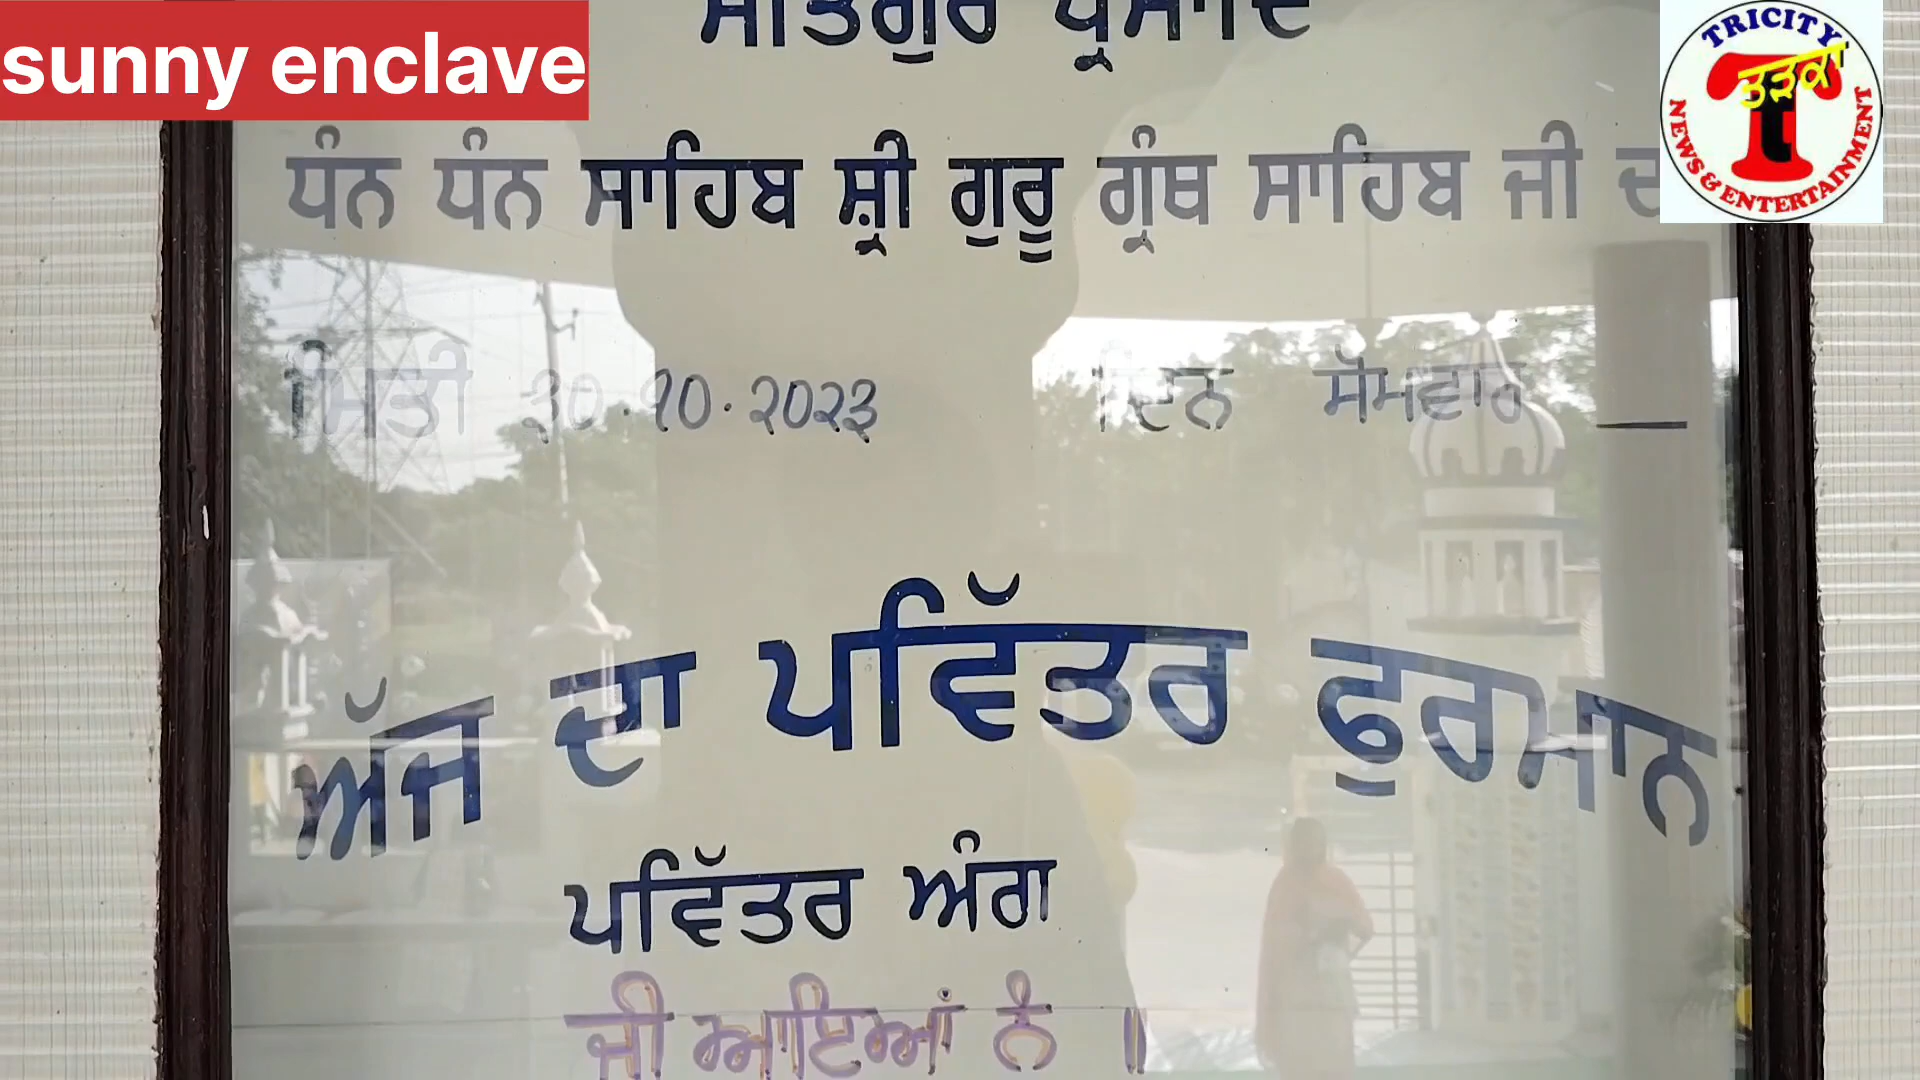 sunny enclave
TRICITY
ਤੜਕਾ
T
NEWS & ENTERTAINMENT
ਸਤਿਗੁਰ ਪ੍ਰਸਾਦਿ
ਧੰਨ ਧੰਨ ਸਾਹਿਬ ਸ਼੍ਰੀ ਗੁਰੂ ਗ੍ਰੰਥ ਸਾਹਿਬ ਜੀ
ਮਿਤੀ ੩੦.੧੦.੨੦੨੩ ਦਿਨ ਸੋਮਵਾਰ
ਅੱਜ ਦਾ ਪਵਿੱਤਰ ਫੁਰਮਾਨ
ਪਵਿੱਤਰ ਅੰਗ
ਜੀ ਆਇਆਂ ਨੂੰ ॥